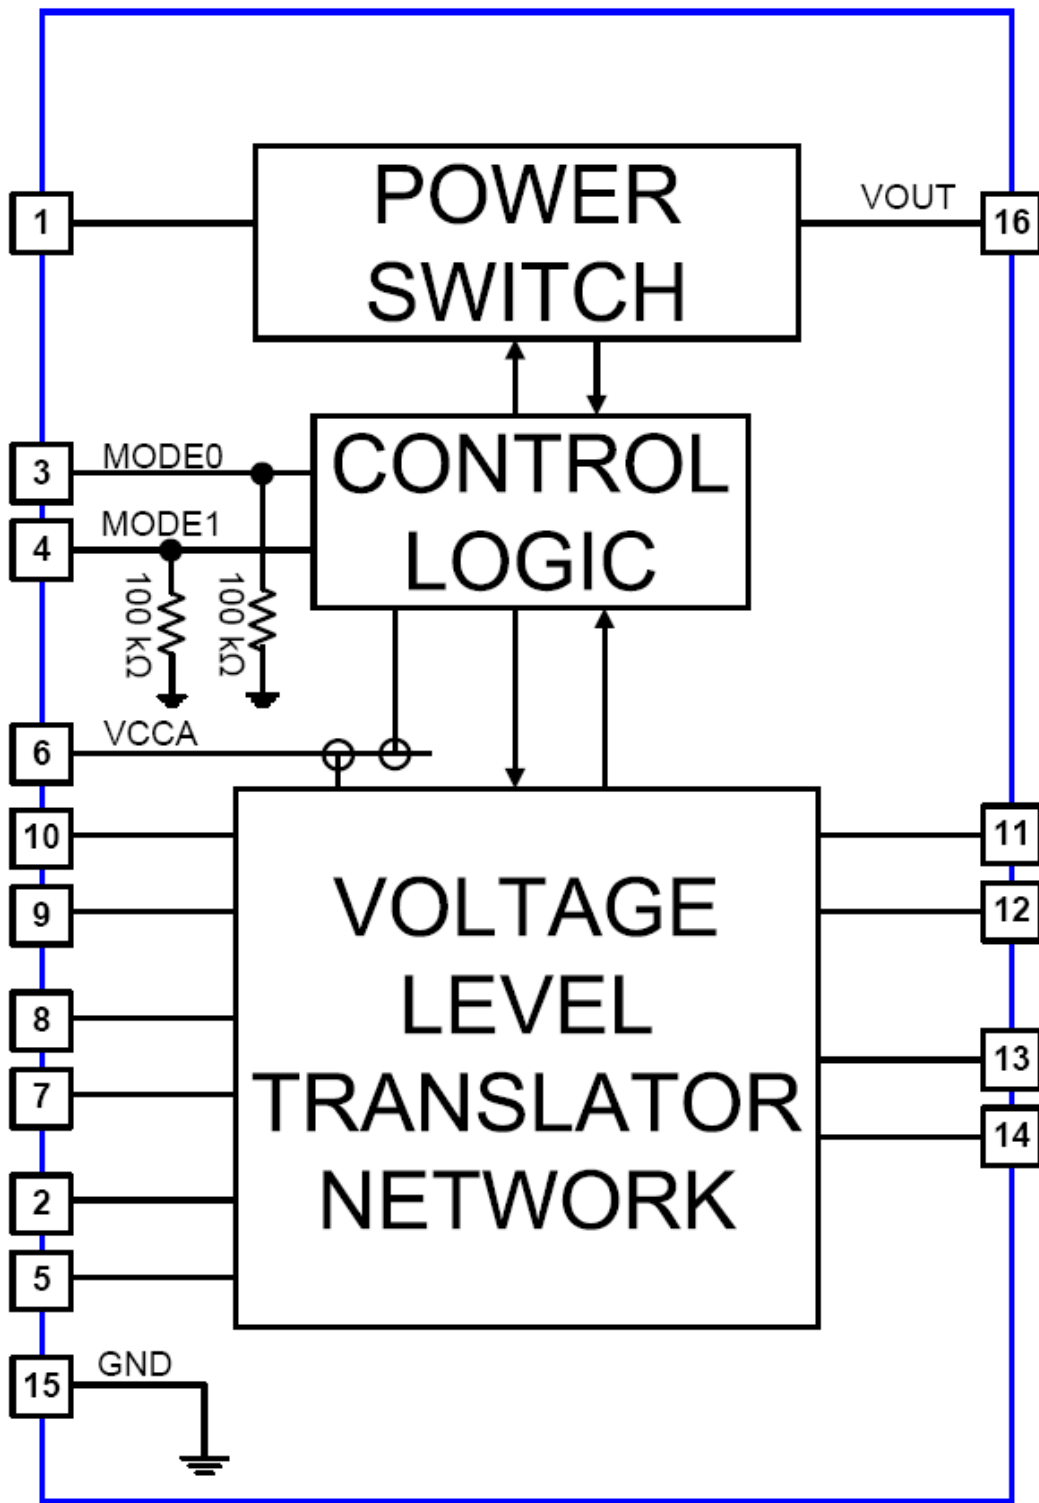 POWER
SWITCH
1
VOUT
16
CONTROL
LOGIC
3
MODE0
4
MODE1
100 kΩ
100 kΩ
6
VCCA
10
9
8
7
2
5
VOLTAGE
LEVEL
TRANSLATOR
NETWORK
11
12
13
14
15
GND